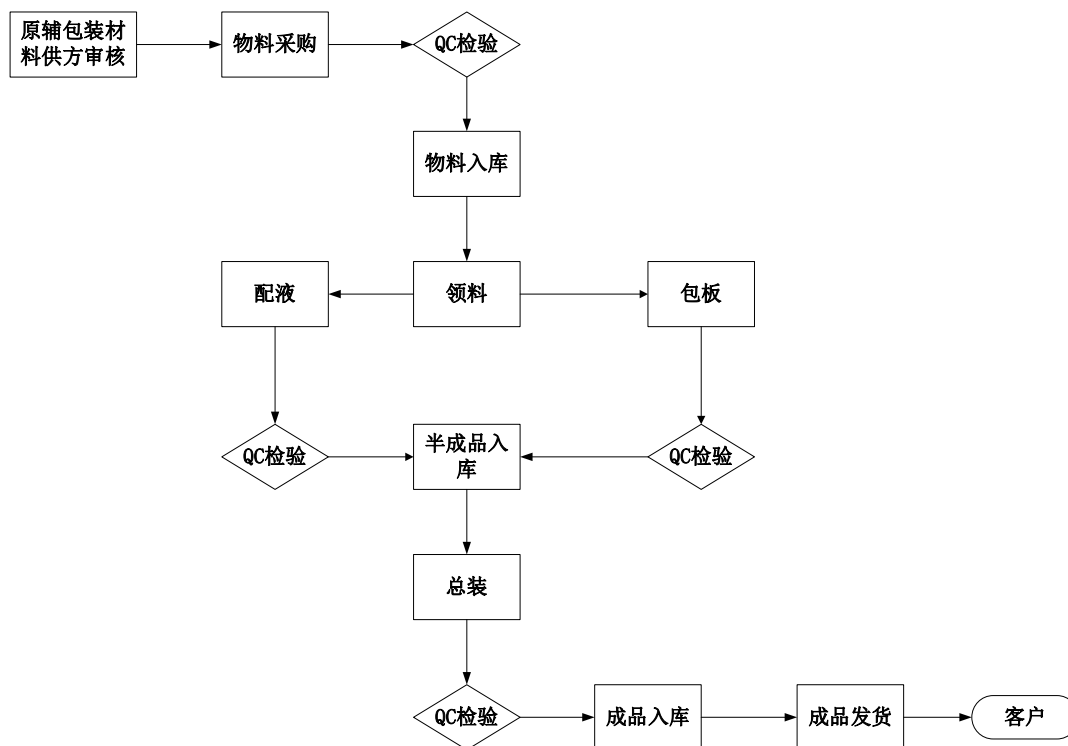 原辅包装材
料供方审核
物料采购
QC检验
物料入库
配液
领料
包板
QC检验
半成品入
库
QC检验
总装
QC检验
成品入库
成品发货
客户